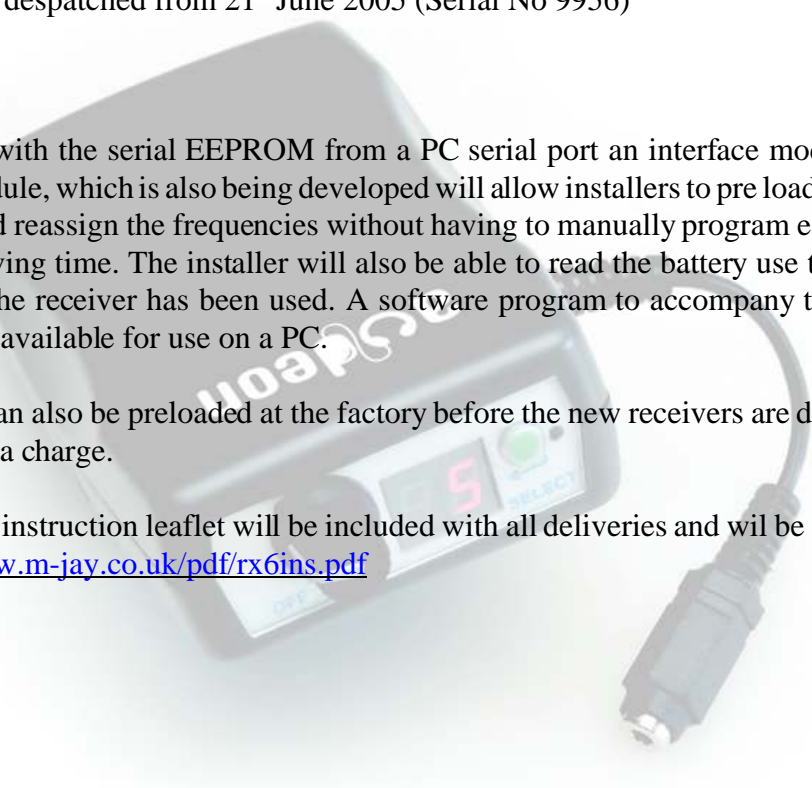 despatched from 21 June 2005 (Serial No 9956)
with the serial EEPROM from a PC serial port an interface
dule, which is also being developed will allow installers to pre load
d reassign the frequencies without having to manually program e
ving time. The installer will also be able to read the battery use t
he receiver has been used. A software program to accompany t
available for use on a PC.
an also be preloaded at the factory before the new receivers are d
a charge.
instruction leaflet will be included with all deliveries and wil be
w.m-jay.co.uk/pdf/rx6ins.pdf
5
SELECT
OFF